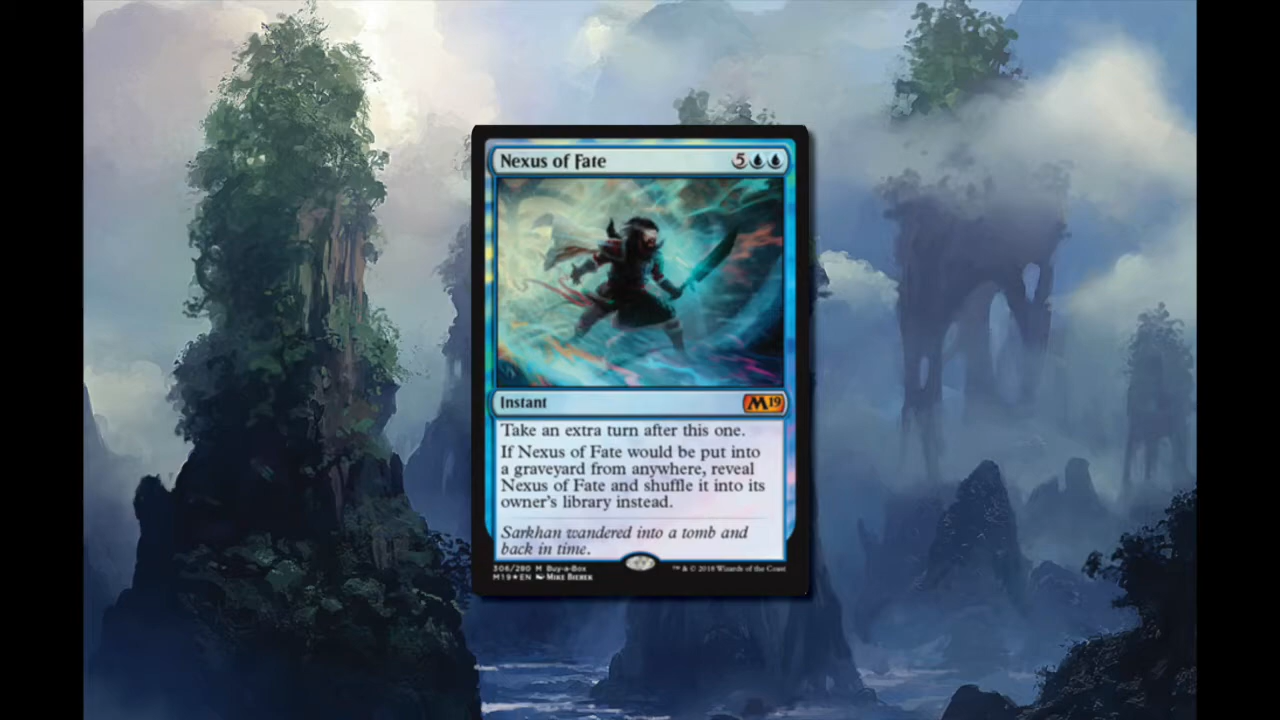 Nexus of Fate 5
Instant M19
Take an extra turn after this one.
If Nexus of Fate would be put into
a graveyard from anywhere, reveal
Nexus of Fate and shuffle it into its
owner's library instead.
Sarkhan wandered into a tomb and
back in time.
306/280 M Buy-a-Box ™ & © 2018 Wizards of the Coast
M19★EN Mike Bierek